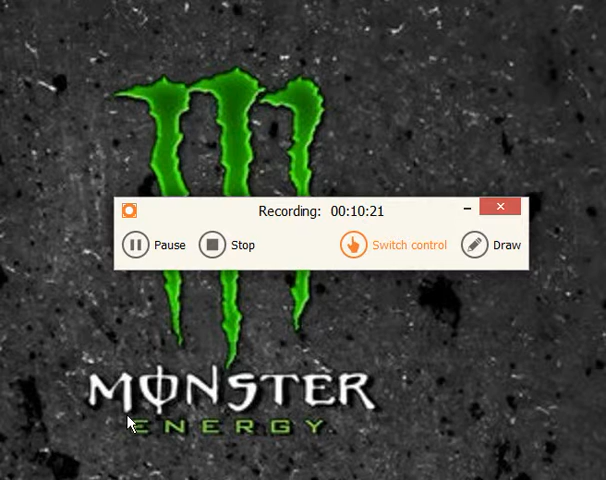 Recording: 00:10:21
Pause Stop Switch control Draw
MONSTER
ENERGY